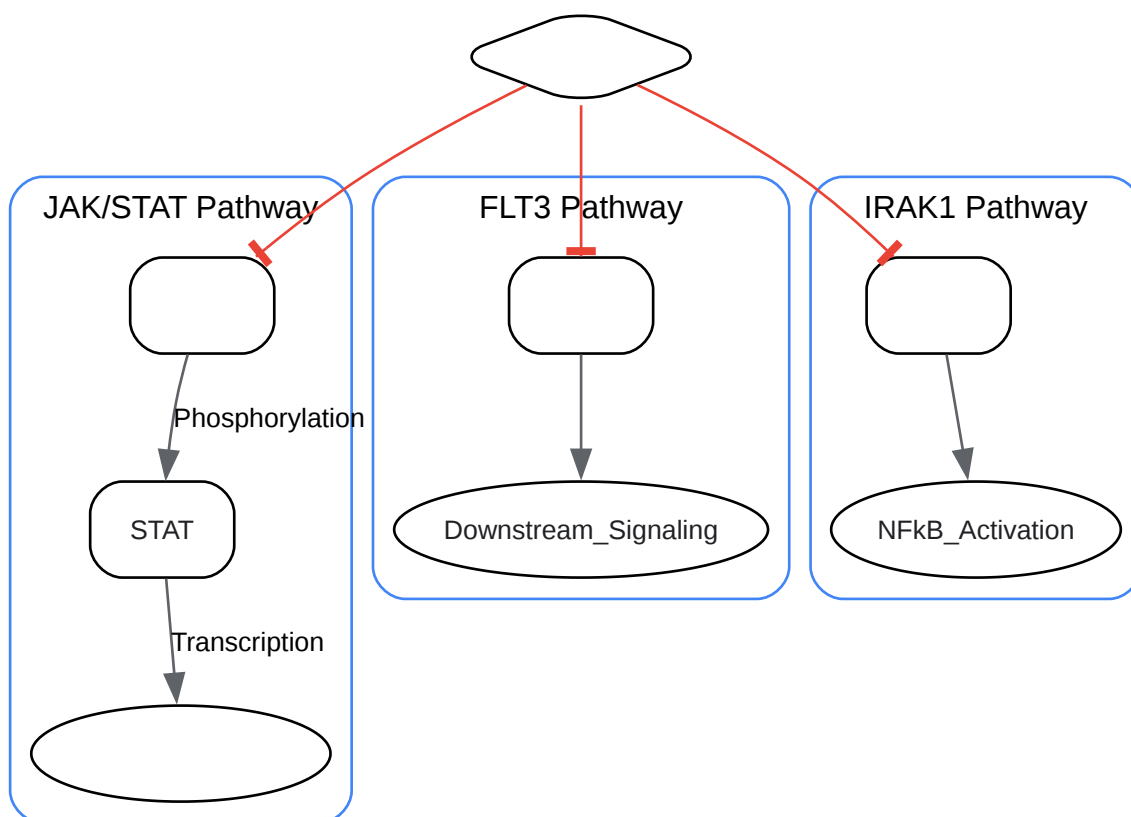 JAK/STAT Pathway
FLT3 Pathway
IRAK1 Pathway
Phosphorylation
STAT
Downstream_Signaling
NFkB_Activation
Transcription